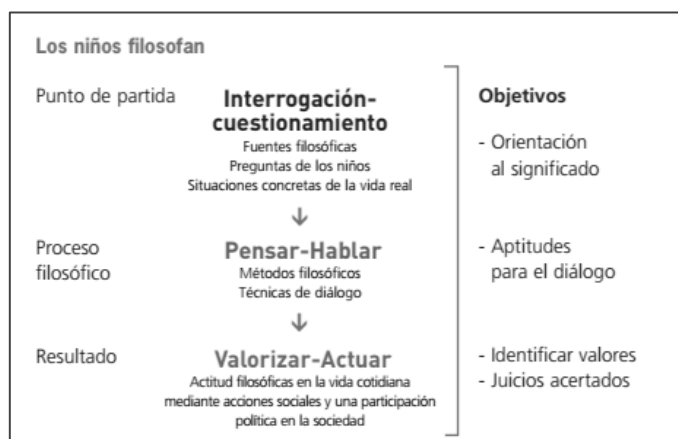 Los niños filosofan
Punto de partida
Interrogación-
cuestionamiento
Fuentes filosóficas
Preguntas de los niños
Situaciones concretas de la vida real
Objetivos
- Orientación
al significado
Proceso
filosófico
Pensar-Hablar
Métodos filosóficos
Técnicas de diálogo
- Aptitudes
para el diálogo
Resultado
Valorizar-Actuar
Actitud filosóficas en la vida cotidiana
mediante acciones sociales y una participación
política en la sociedad
- Identificar valores
- Juicios acertados